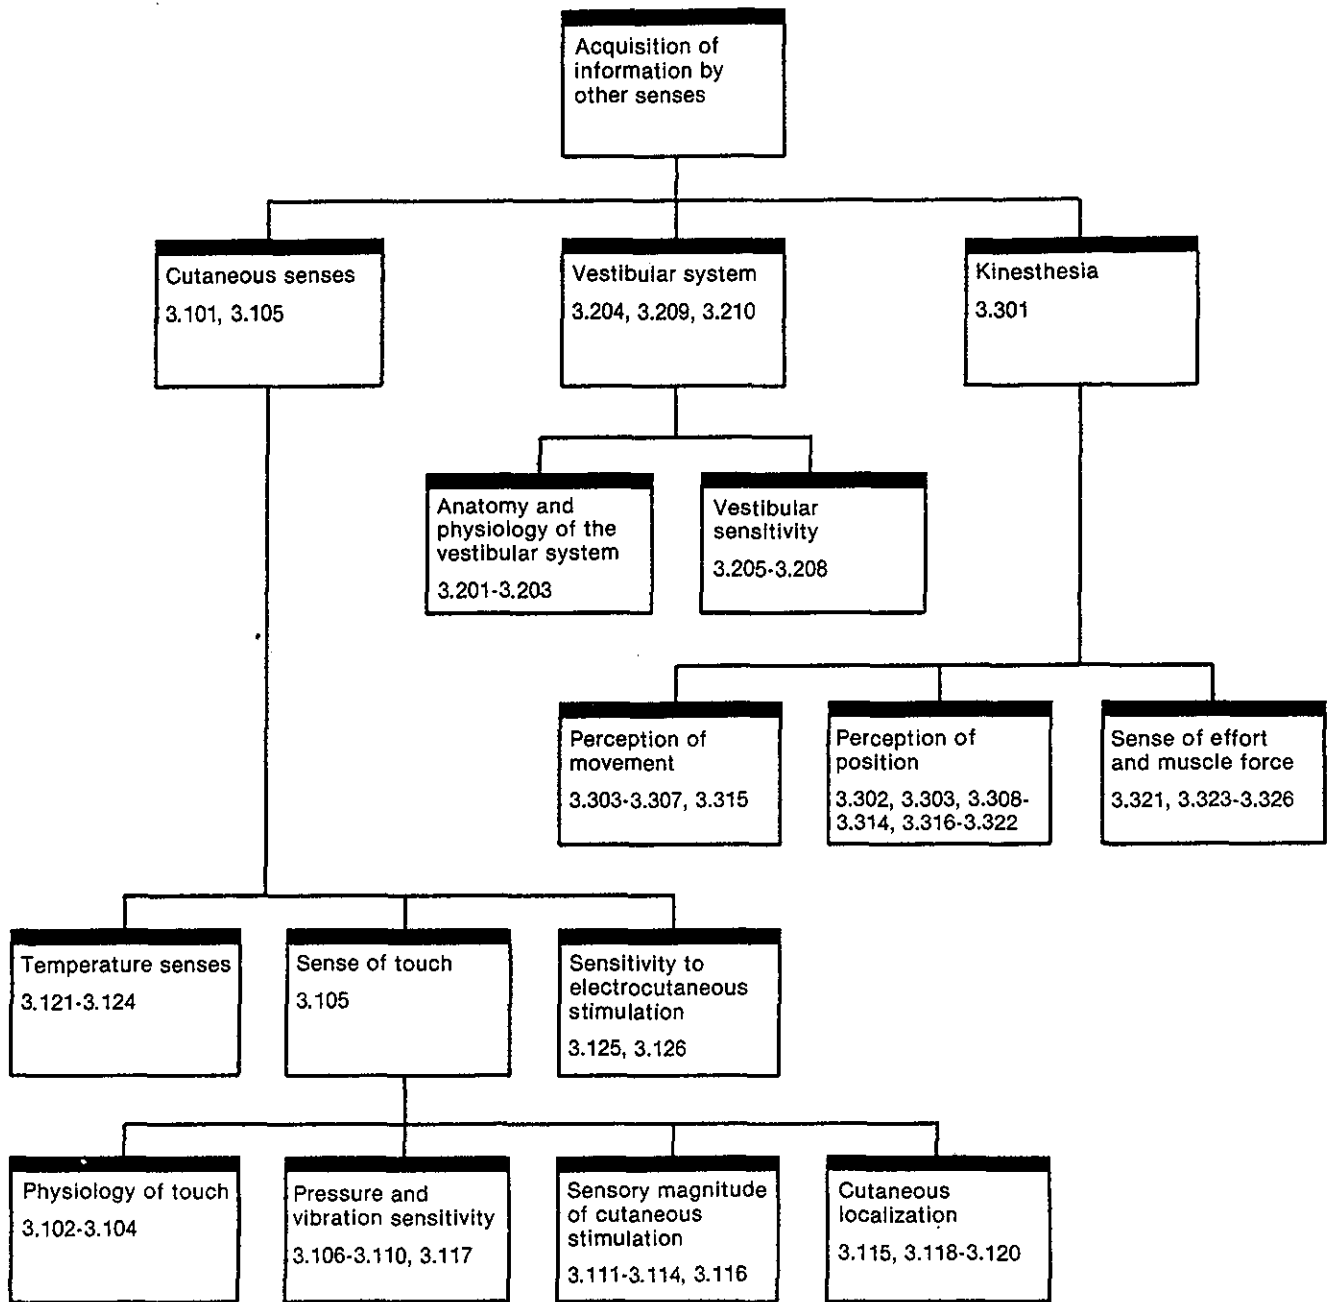 Acquisition of
information by
other senses
Cutaneous senses
3.101, 3.105
Vestibular system
3.204, 3.209, 3.210
Kinesthesia
3.301
Anatomy and
physiology of the
vestibular system
3.201-3.203
Vestibular
sensitivity
3.205-3.208
Perception of
movement
3.303-3.307, 3.315
Perception of
position
3.302, 3.303, 3.308-
3.314, 3.316-3.322
Sense of effort
and muscle force
3.321, 3.323-3.326
Temperature senses
3.121-3.124
Sense of touch
3.105
Sensitivity to
electrocutaneous
stimulation
3.125, 3.126
Physiology of touch
3.102-3.104
Pressure and
vibration sensitivity
3.106-3.110, 3.117
Sensory magnitude
of cutaneous
stimulation
3.111-3.114, 3.116
Cutaneous
localization
3.115, 3.118-3.120